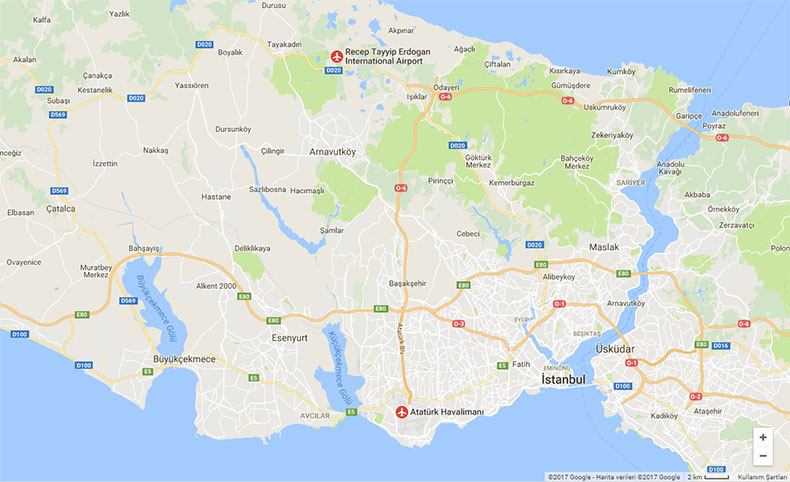 Kalfa
Yazlık
Durusu
Karaburun
Subaşı
Akalan
Çanakça
Kestanelik
Boyalık
Tayakadın
D020
Recep Tayyip Erdogan
International Airport
D020
Akpınar
Ağaçlı
Çiftalan
Kısırkaya
Kumköy
Gümüşdere
Rumelifeneri
Garipçe
Anadolufeneri
Poyraz
Yassıören
D020
D020
D569
Işıklar
Odayeri
O-6
O-6
Uskumruköy
Zekeriyaköy
O-6
Dursunköy
Nakkaş
İzzettin
Çilingir
Arnavutköy
D020
Göktürk
Merkez
Bahçeköy
Merkez
Anadolu
Kavağı
SARIYER
D569
Elbasan
Çatalca
Hastane
Sazlıbosna
Hacımaşlı
O-6
Pirinççi
Kemerburgaz
Akbaba
Örnekköy
Zerzavatçı
Ovayenice
Bahşayiş
Muratbey
Merkez
Deliklikaya
Şamlar
Cebeci
D020
Maslak
Polon
Büyükçekmece Gölü
Alkent 2000
E80
Başakşehir
E80
Alibeyköy
E80
D569
E80
E80
O-1
Arnavutköy
E80
D100
Esenyurt
Küçükçekmece Gölü
Atatürk Blv
O-3
EYÜP
BEŞİKTAŞ
O-6
D016
E80
D100
Büyükçekmece
E5
E5
Fatih
EMİNÖNÜ
Üsküdar
O-1
İstanbul
D100
O-2
AVCILAR
E5
Atatürk Havalimanı
Kadıköy
Ataşehir
+
−
©2017 Google - Harita verileri ©2017 Google
2 km
Kullanım Şartları